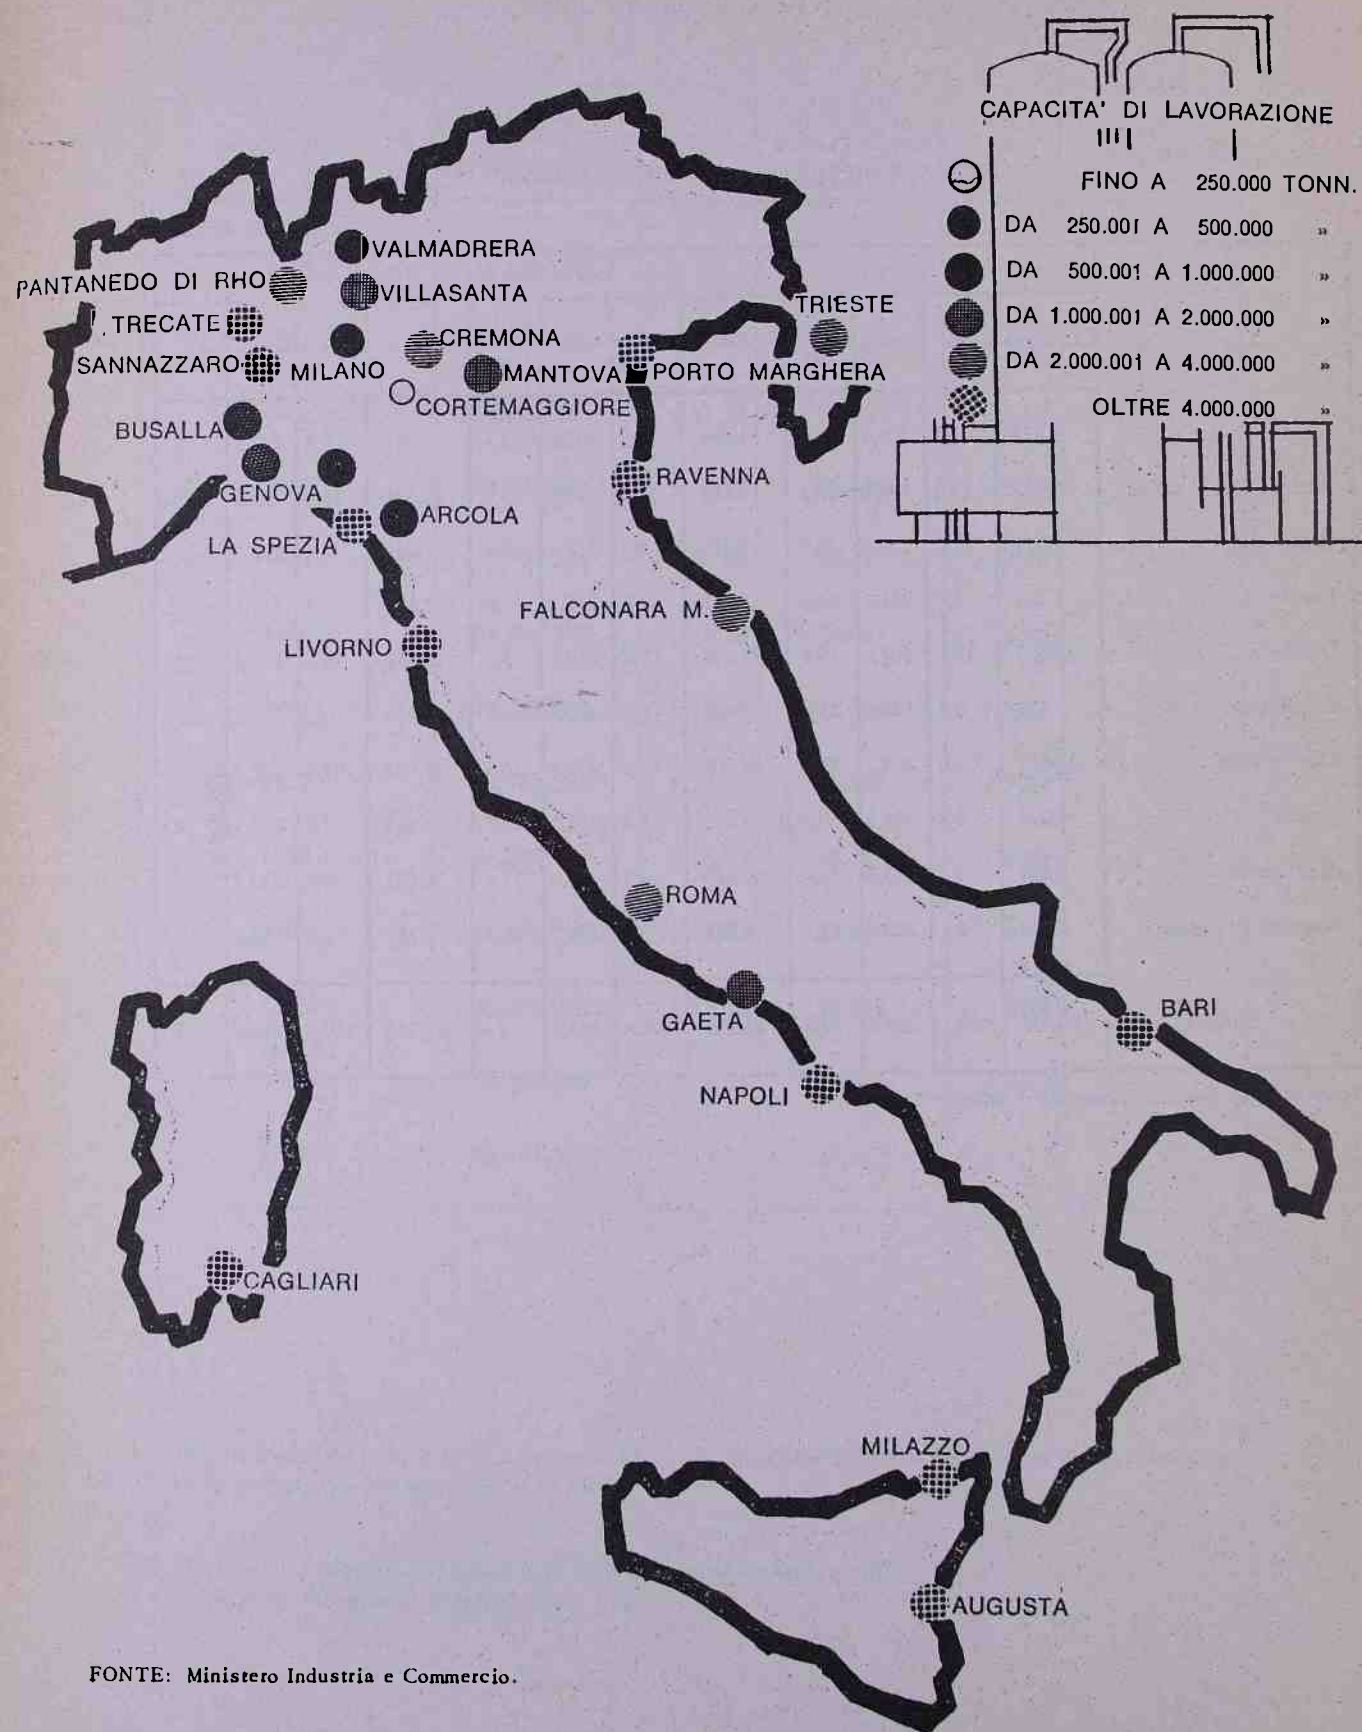 CAPACITA' DI LAVORAZIONE
FINO A 250.000 TONN.
DA 250.001 A 500.000 »
DA 500.001 A 1.000.000 »
DA 1.000.001 A 2.000.000 »
DA 2.000.001 A 4.000.000 »
OLTRE 4.000.000 »
VALMADRERA
PANTANEDO DI RHO
VILLASANTA
TRECATE
TRIESTE
CREMONA
SANNAZZARO
MILANO
MANTOVA
PORTO MARGHERA
CORTEMAGGIORE
BUSALLA
RAVENNA
GENOVA
ARCOLA
LA SPEZIA
FALCONARA M.
LIVORNO
ROMA
GAETA
BARI
NAPOLI
CAGLIARI
MILAZZO
AUGUSTA
FONTE: Ministero Industria e Commercio.